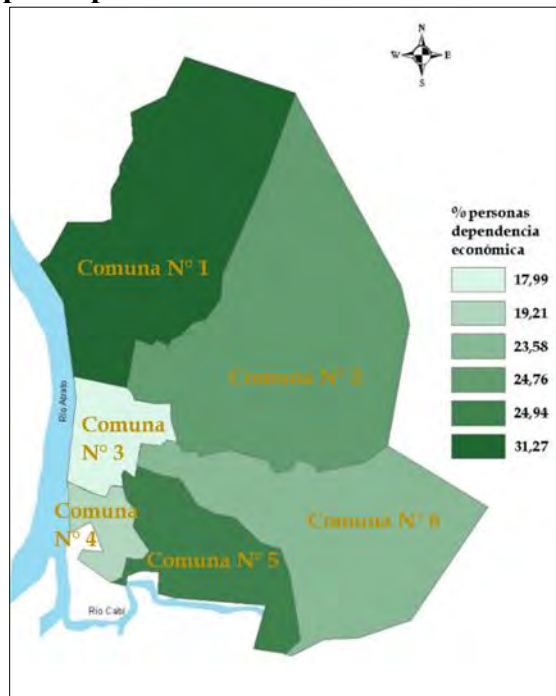 N
W E
S
% personas
dependencia
económica
17,99
19,21
23,58
24,76
24,94
31,27
Comuna N° 1
Comuna N° 2
Río Atrato
Comuna
N° 3
Comuna
N° 4
Comuna N° 5
Comuna N° 6
Río Cabí